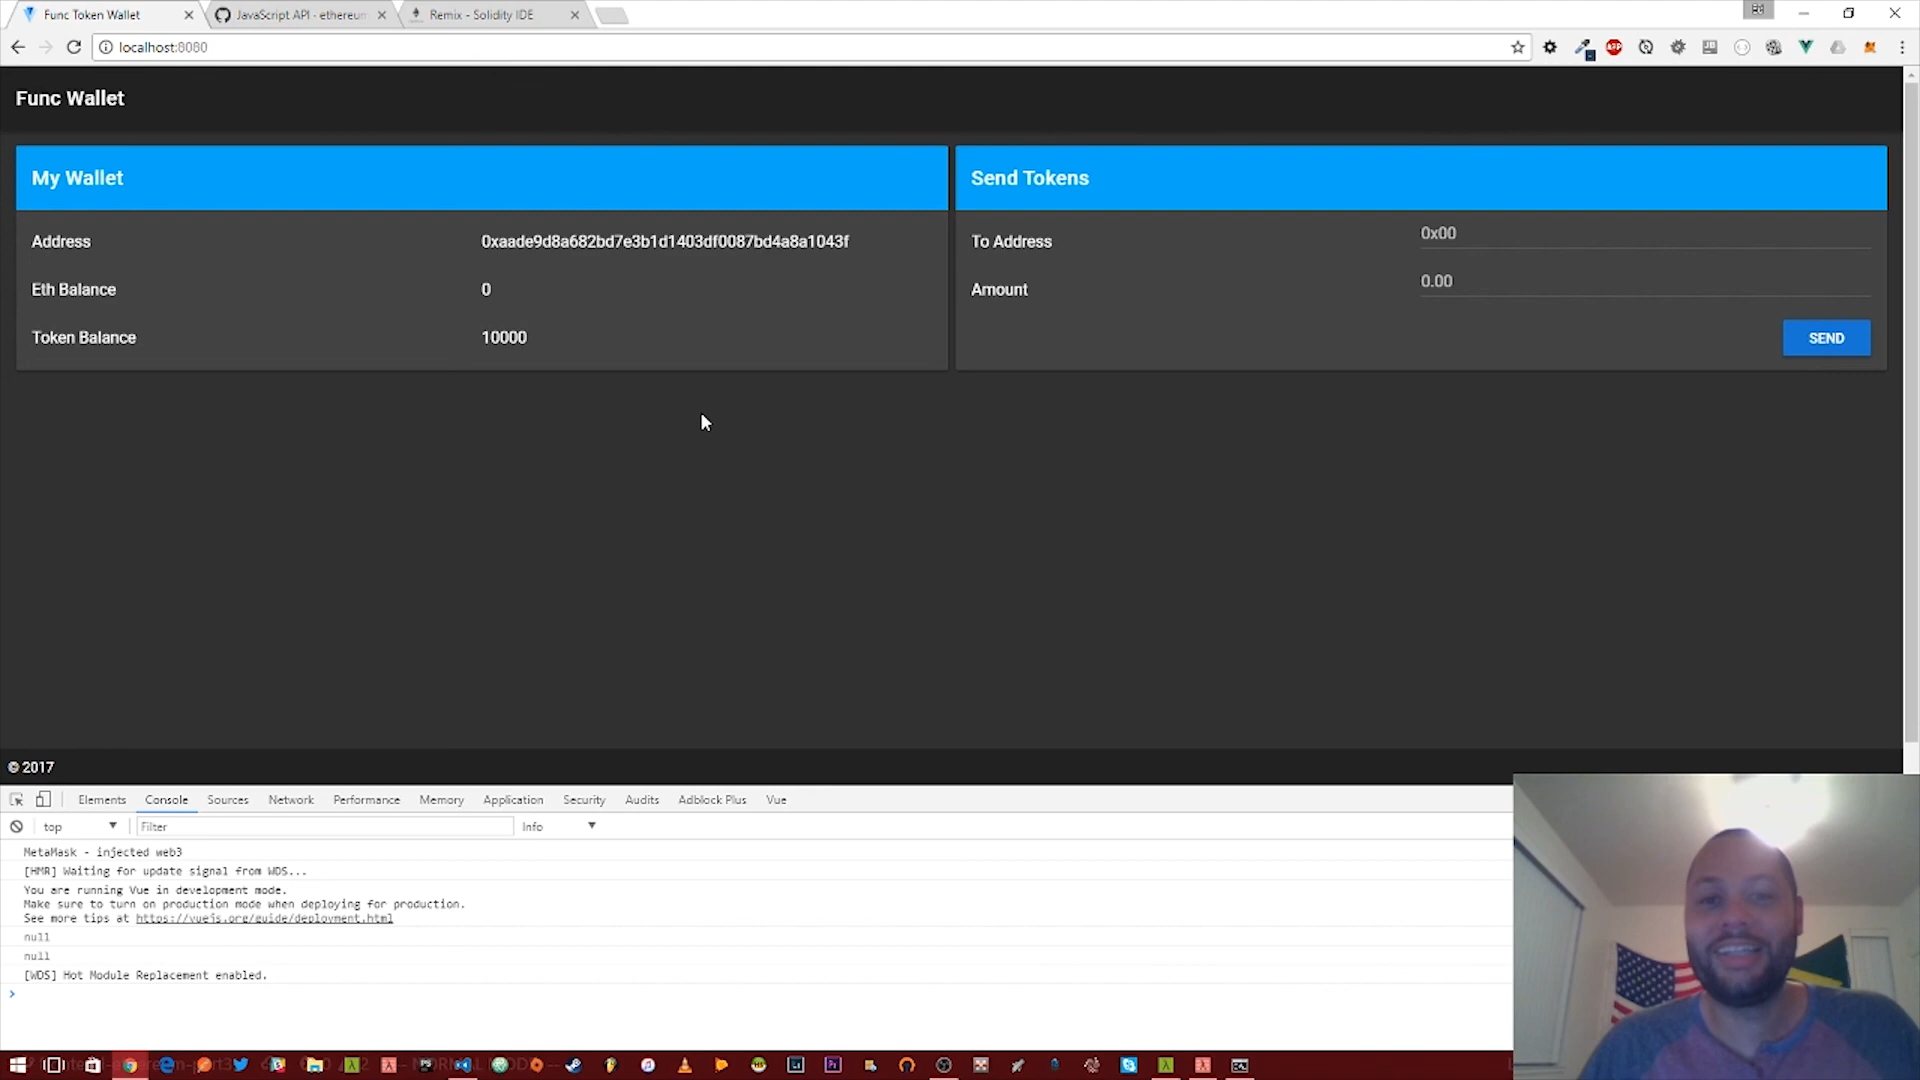 Func Token Wallet
JavaScript API - ethereum
Remix - Solidity IDE
localhost:8080
ABP
Func Wallet
My Wallet
Address 0xaade9d8a682bd7e3b1d1403df0087bd4a8a1043f
Eth Balance 0
Token Balance 10000
Send Tokens
To Address 0x00
Amount 0.00
SEND
© 2017
Elements Console Sources Network Performance Memory Application Security Audits Adblock Plus Vue
top Filter Info
MetaMask - injected web3
[HMR] Waiting for update signal from WDS...
You are running Vue in development mode.
Make sure to turn on production mode when deploying for production.
See more tips at https://vuejs.org/guide/deployment.html
null
null
[WDS] Hot Module Replacement enabled.